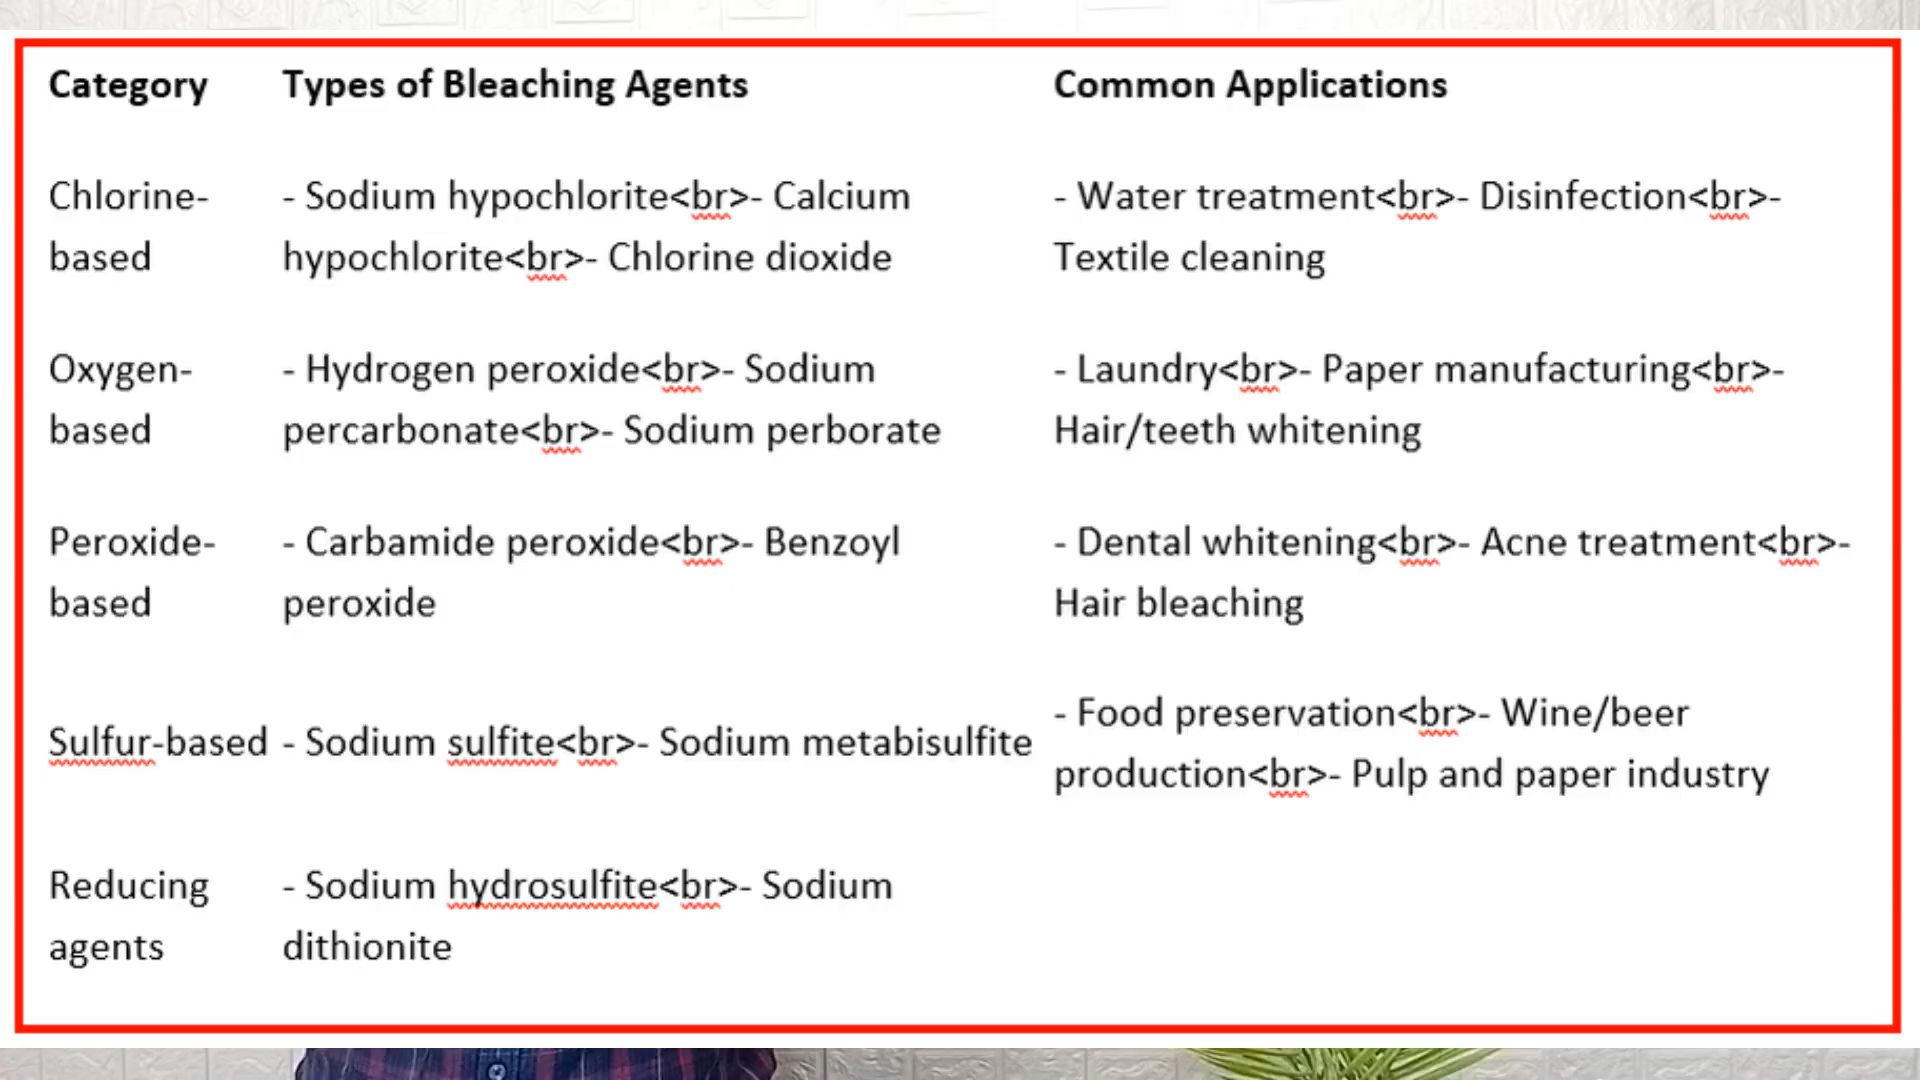 Category Types of Bleaching Agents Common Applications
Chlorine-
based
- Sodium hypochlorite<br>- Calcium
hypochlorite<br>- Chlorine dioxide
- Water treatment<br>- Disinfection<br>-
Textile cleaning
Oxygen-
based
- Hydrogen peroxide<br>- Sodium
percarbonate<br>- Sodium perborate
- Laundry<br>- Paper manufacturing<br>-
Hair/teeth whitening
Peroxide-
based
- Carbamide peroxide<br>- Benzoyl
peroxide
- Dental whitening<br>- Acne treatment<br>-
Hair bleaching
Sulfur-based
- Sodium sulfite<br>- Sodium metabisulfite
- Food preservation<br>- Wine/beer
production<br>- Pulp and paper industry
Reducing
agents
- Sodium hydrosulfite<br>- Sodium
dithionite